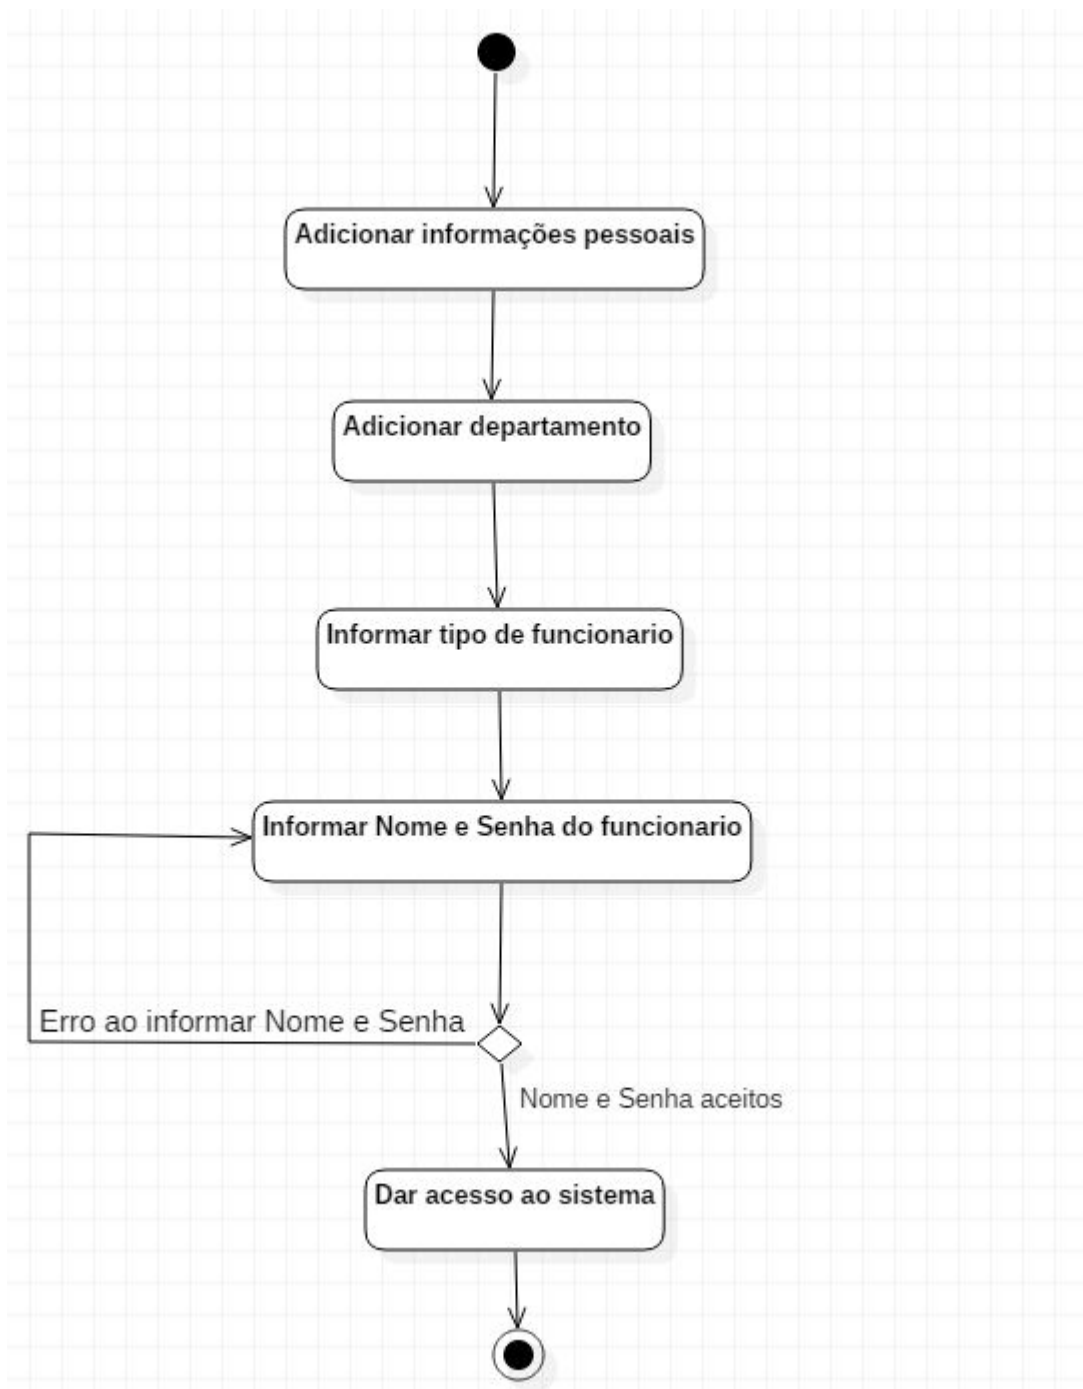 Adicionar informações pessoais
Adicionar departamento
Informar tipo de funcionario
Informar Nome e Senha do funcionario
Erro ao informar Nome e Senha
Nome e Senha aceitos
Dar acesso ao sistema